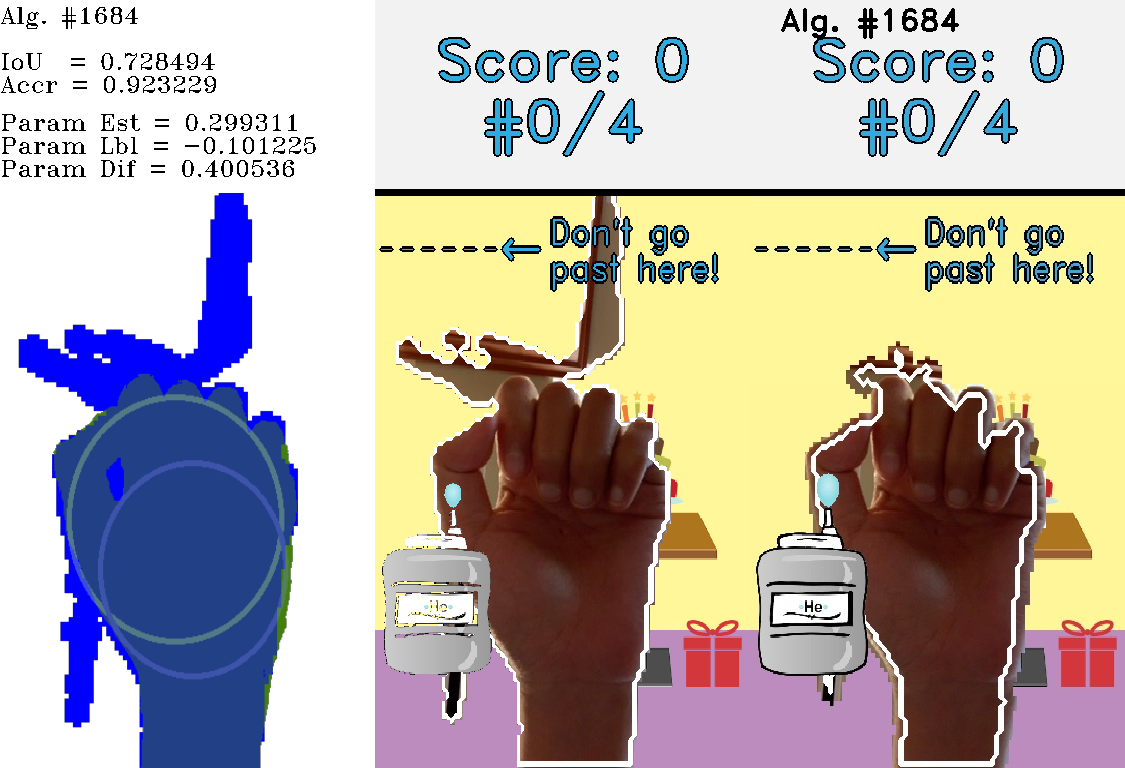 Alg. #1684
IoU = 0.728494
Accr = 0.923229
Param Est = 0.299311
Param Lbl = -0.101225
Param Dif = 0.400536
Score: 0
#0/4
Don't go
past here!
He
Alg. #1684
Score: 0
#0/4
Don't go
past here!
He